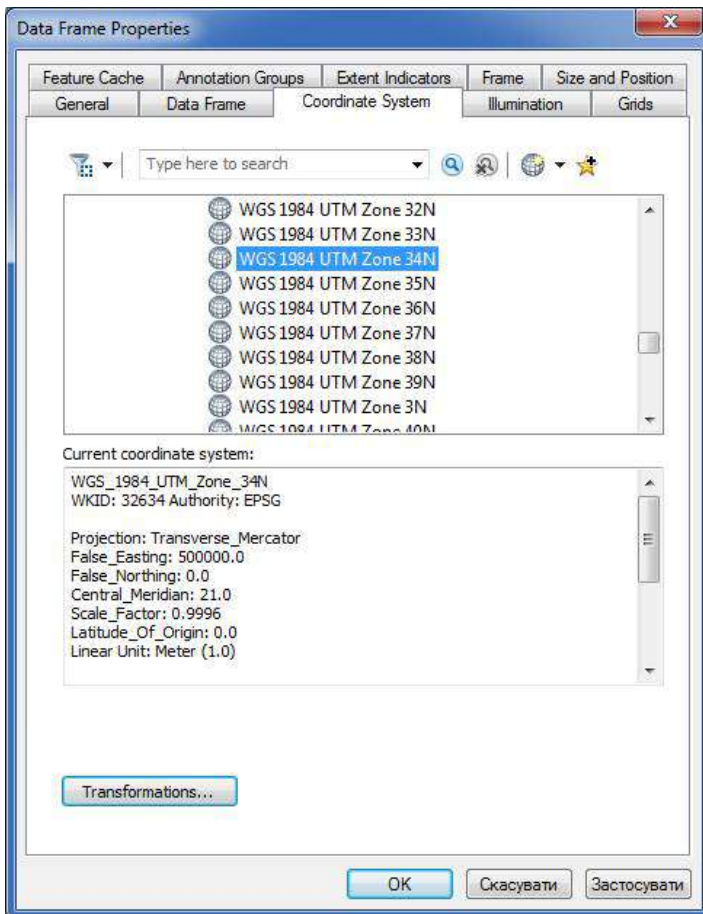 Data Frame Properties
Feature Cache Annotation Groups Extent Indicators Frame Size and Position
General Data Frame Coordinate System Illumination Grids
Type here to search
WGS 1984 UTM Zone 32N
WGS 1984 UTM Zone 33N
WGS 1984 UTM Zone 34N
WGS 1984 UTM Zone 35N
WGS 1984 UTM Zone 36N
WGS 1984 UTM Zone 37N
WGS 1984 UTM Zone 38N
WGS 1984 UTM Zone 39N
WGS 1984 UTM Zone 3N
WGS 1984 UTM Zone 40N
Current coordinate system:
WGS_1984_UTM_Zone_34N
WKID: 32634 Authority: EPSG
Projection: Transverse_Mercator
False_Easting: 500000.0
False_Northing: 0.0
Central_Meridian: 21.0
Scale_Factor: 0.9996
Latitude_Of_Origin: 0.0
Linear Unit: Meter (1.0)
Transformations...
OK Скасувати Застосувати